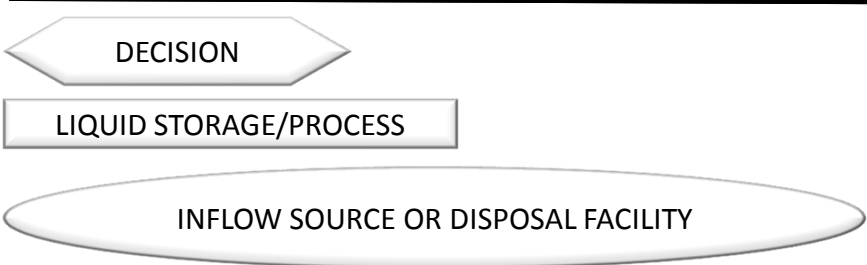 DECISION
LIQUID STORAGE/PROCESS
INFLOW SOURCE OR DISPOSAL FACILITY